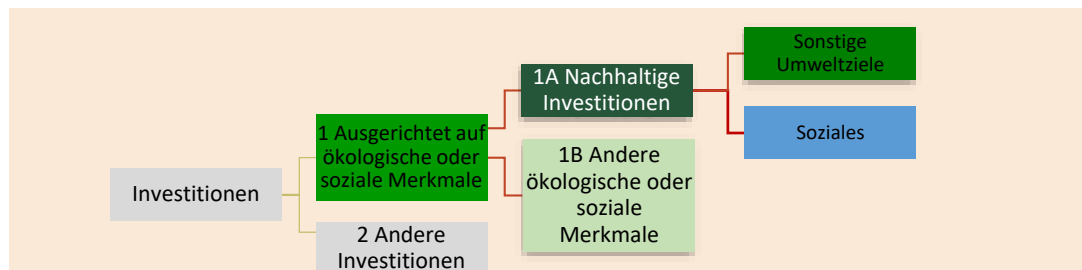 Investitionen
1 Ausgerichtet auf
ökologische oder
soziale Merkmale
2 Andere
Investitionen
1A Nachhaltige
Investitionen
1B Andere
ökologische oder
soziale
Merkmale
Sonstige
Umweltziele
Soziales